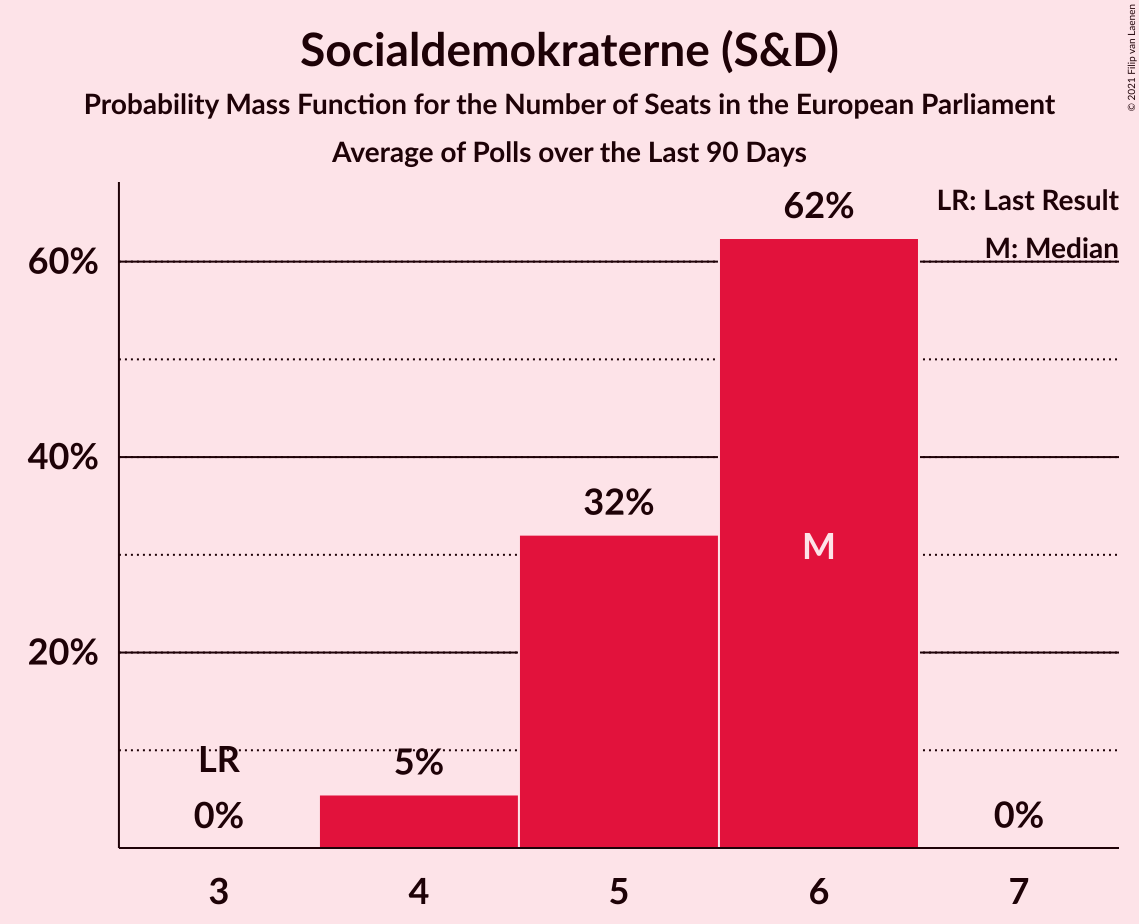 Socialdemokraterne (S&D)
Probability Mass Function for the Number of Seats in the European Parliament
Average of Polls over the Last 90 Days
© 2021 Filip van Laenen
LR: Last Result
M: Median
62%
60%
40%
32%
M
20%
LR
5%
0%
0%
3 4 5 6 7